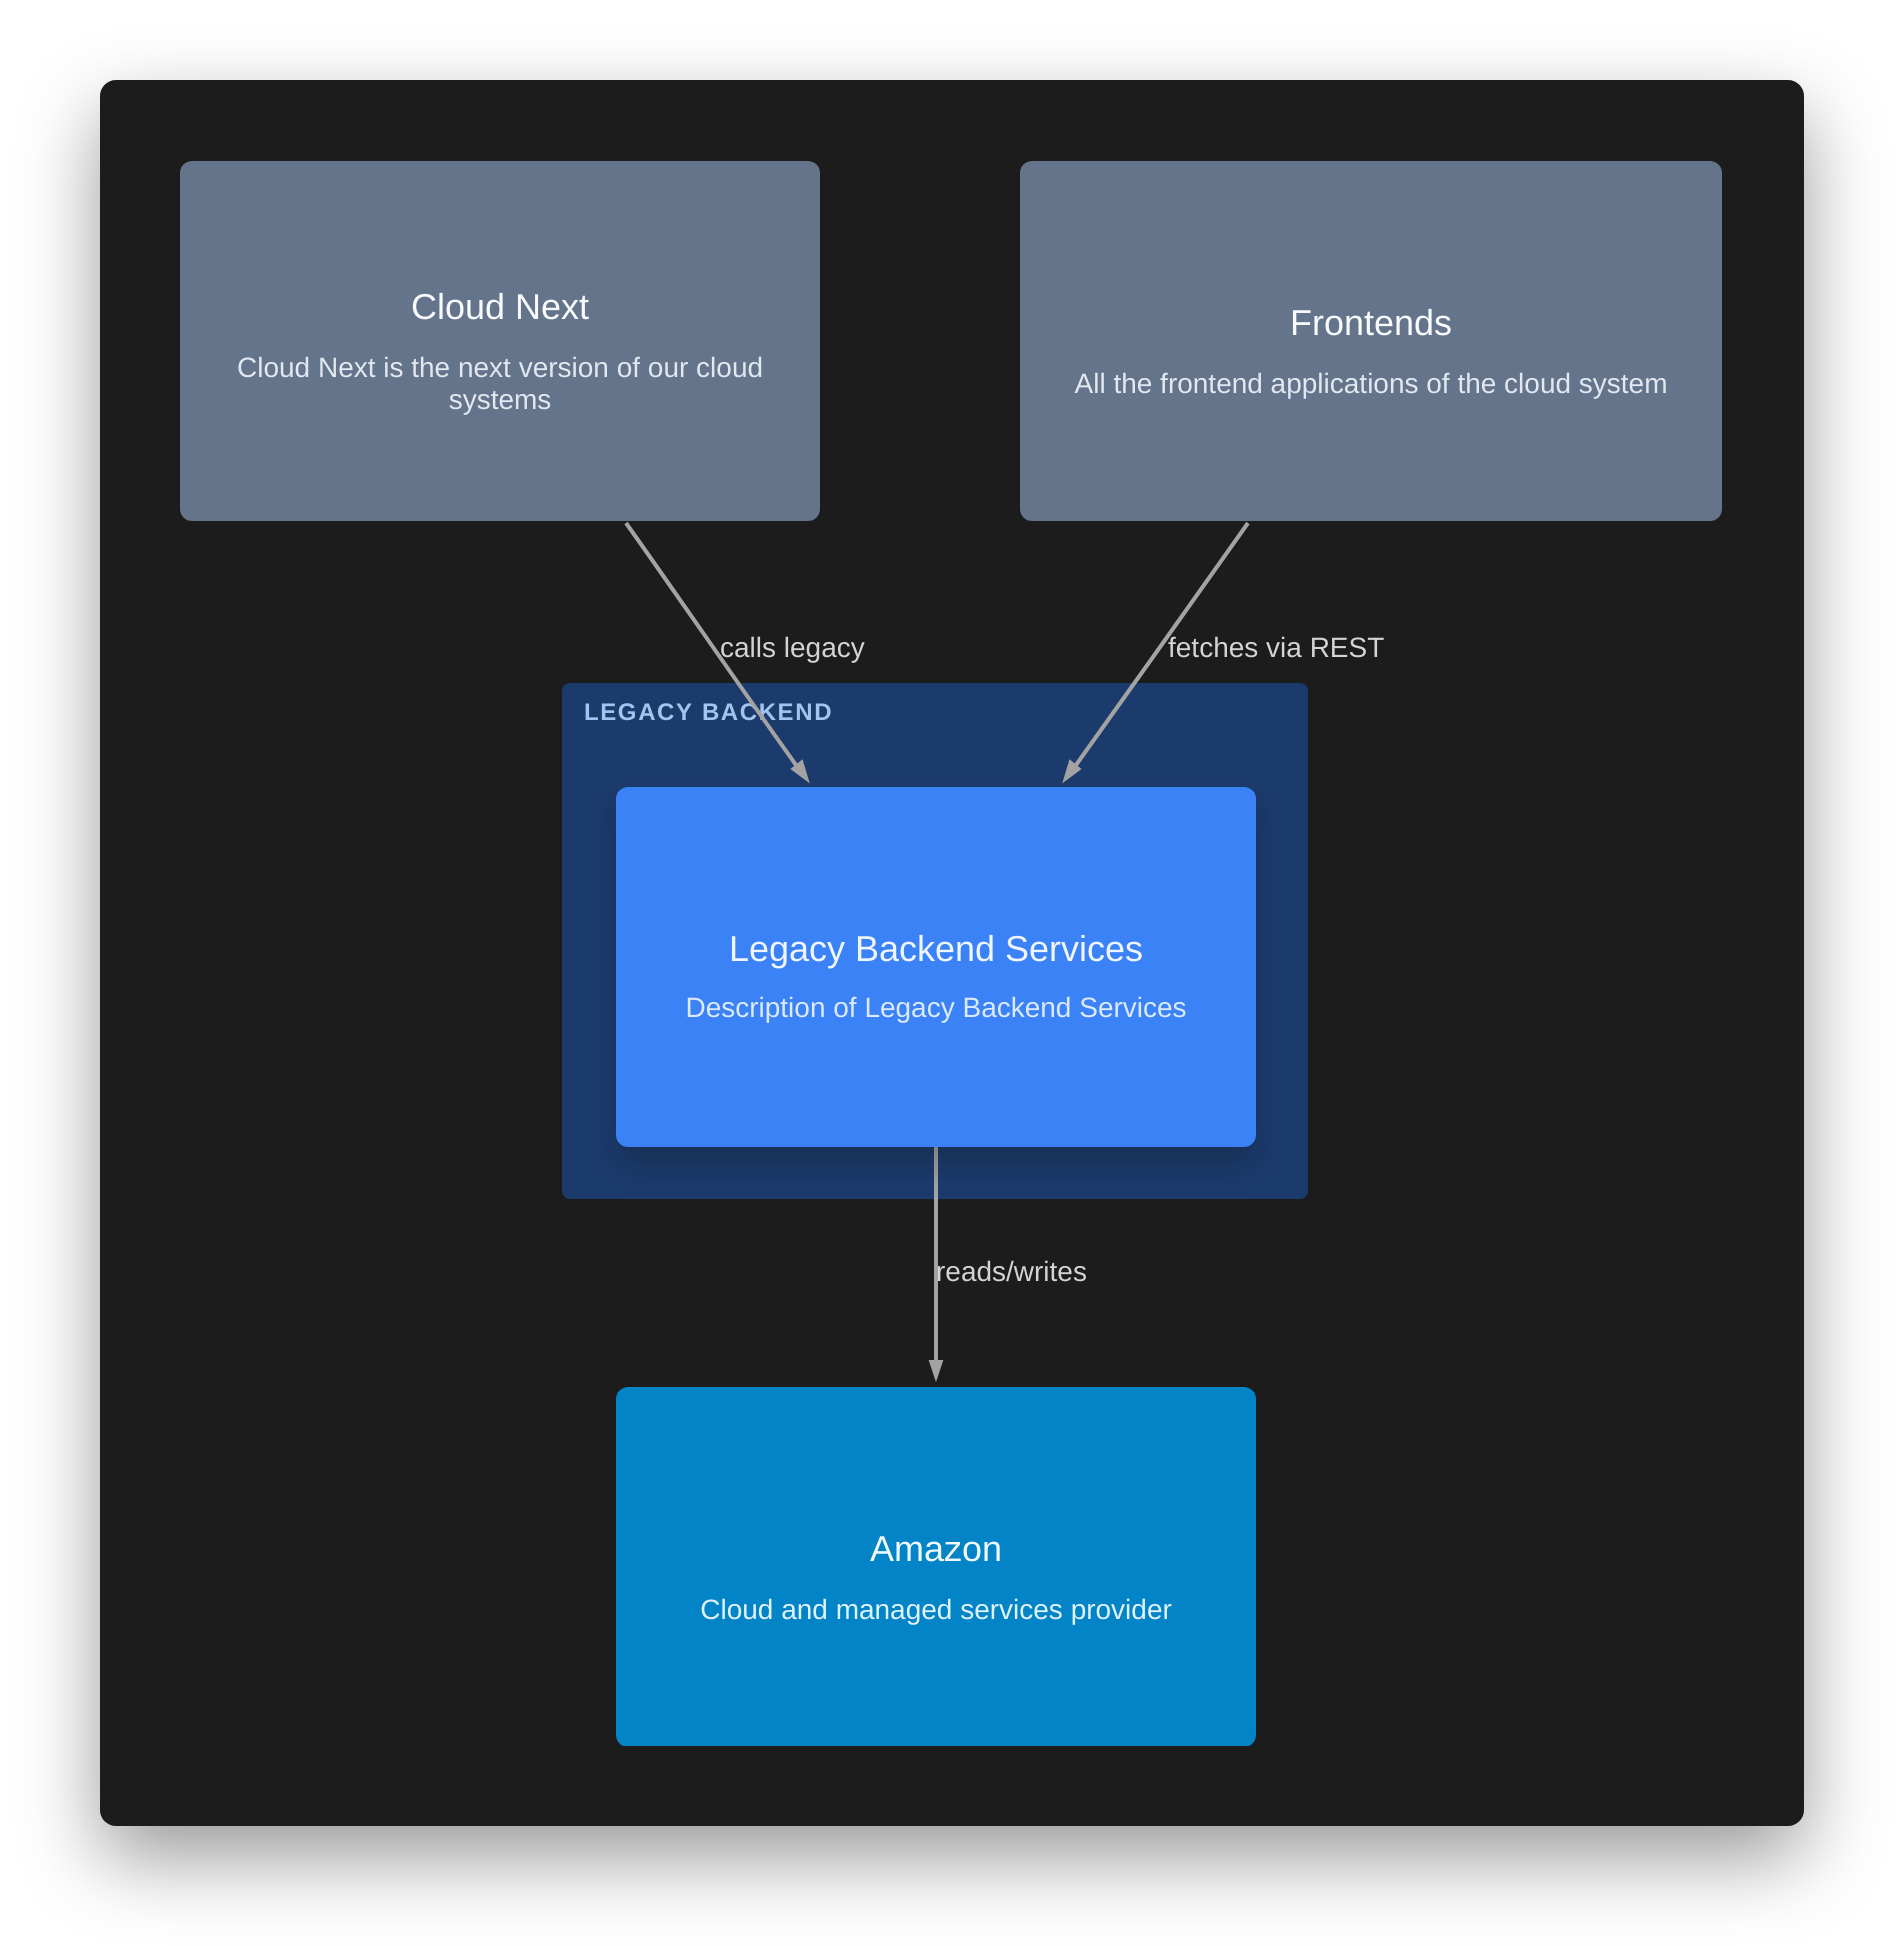 Cloud Next
Cloud Next is the next version of our cloud
systems
Frontends
All the frontend applications of the cloud system
calls legacy
fetches via REST
LEGACY BACKEND
Legacy Backend Services
Description of Legacy Backend Services
reads/writes
Amazon
Cloud and managed services provider